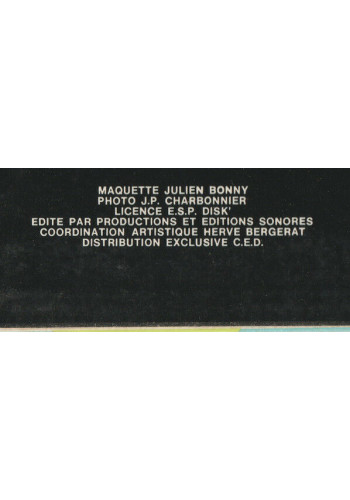 MAQUETTE JULIEN BONNY
PHOTO J.P. CHARBONNIER
LICENCE E.S.P. DISK'
EDITE PAR PRODUCTIONS ET EDITIONS SONORES
COORDINATION ARTISTIQUE HERVE BERGERAT
DISTRIBUTION EXCLUSIVE C.E.D.